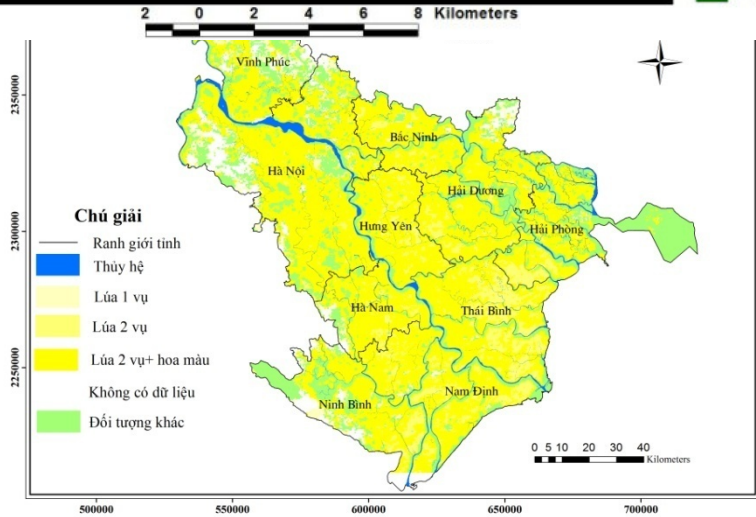 2 0 2 4 6 8 Kilometers
Vĩnh Phúc
Bắc Ninh
Hà Nội
Hải Dương
Hưng Yên
Hải Phòng
Hà Nam
Thái Bình
Ninh Bình
Nam Định
Chú giải
Ranh giới tỉnh
Thủy hệ
Lúa 1 vụ
Lúa 2 vụ
Lúa 2 vụ+ hoa màu
Không có dữ liệu
Đối tượng khác
0 5 10 20 30 40 Kilometers
2350000
2300000
2250000
500000 550000 600000 650000 700000